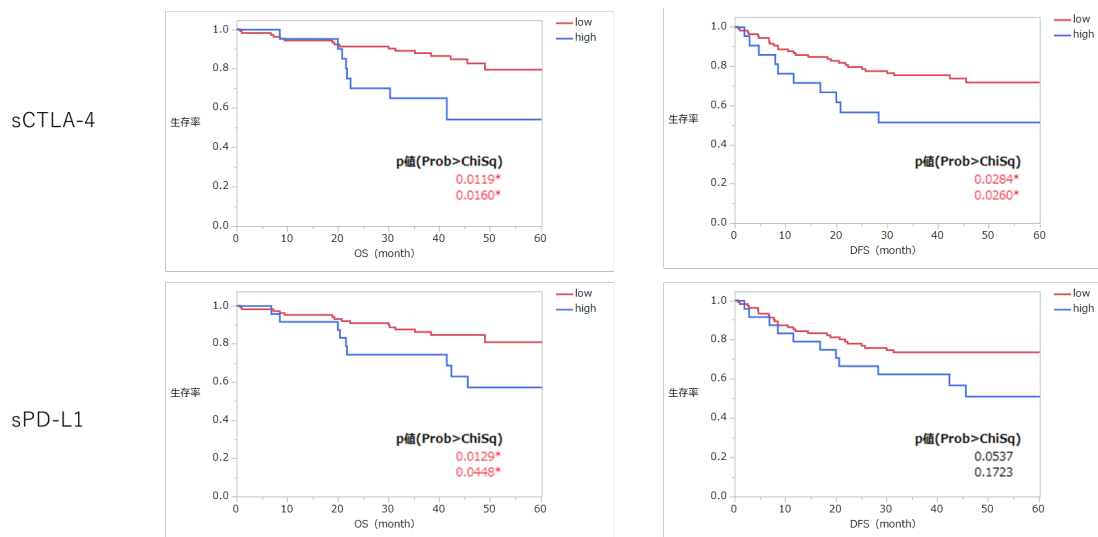 sCTLA-4
1.0
0.8
生存率
0.6
0.4
0.2
0.0
0 10 20 30 40 50 60
OS（month）
low
high
p値(Prob>ChiSq)
0.0119*
0.0160*
1.0
0.8
生存率
0.6
0.4
0.2
0.0
0 10 20 30 40 50 60
DFS（month）
low
high
p値(Prob>ChiSq)
0.0284*
0.0260*
sPD-L1
1.0
0.8
生存率
0.6
0.4
0.2
0.0
0 10 20 30 40 50 60
OS（month）
low
high
p値(Prob>ChiSq)
0.0129*
0.0448*
1.0
0.8
生存率
0.6
0.4
0.2
0.0
0 10 20 30 40 50 60
DFS（month）
low
high
p値(Prob>ChiSq)
0.0537
0.1723